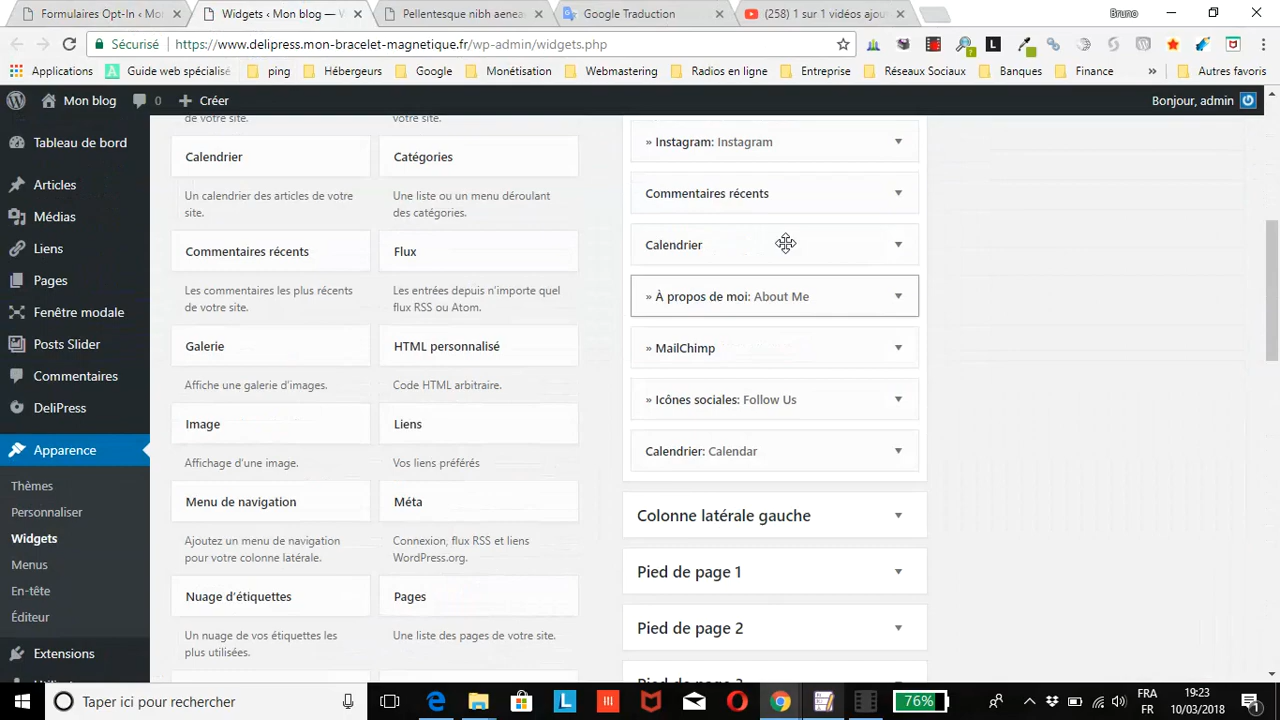 Formulaires Opt-In ‹ Mon
Widgets ‹ Mon blog — W
Pellentesque nibh aenea
Google Traduction
(258) 1 sur 1 vidéos ajou
Bruno
Sécurisé
https://www.delipress.mon-bracelet-magnetique.fr/wp-admin/widgets.php
Applications
Guide web spécialisé
ping
Hébergeurs
Google
Monétisation
Webmastering
Radios en ligne
Entreprise
Réseaux Sociaux
Banques
Finance
»
Autres favoris
Mon blog
0
Créer
Bonjour, admin
Tableau de bord
Articles
Médias
Liens
Pages
Fenêtre modale
Posts Slider
Commentaires
DeliPress
Apparence
Thèmes
Personnaliser
Widgets
Menus
En-tête
Éditeur
Extensions
de votre site.
de votre site.
Calendrier
Catégories
Un calendrier des articles de votre
site.
Une liste ou un menu déroulant
des catégories.
Commentaires récents
Flux
Les commentaires les plus récents
de votre site.
Les entrées depuis n'importe quel
flux RSS ou Atom.
Galerie
HTML personnalisé
Affiche une galerie d'images.
Code HTML arbitraire.
Image
Liens
Affichage d'une image.
Vos liens préférés
Menu de navigation
Méta
Ajoutez un menu de navigation
pour votre colonne latérale.
Connexion, flux RSS et liens
WordPress.org.
Nuage d'étiquettes
Pages
Un nuage de vos étiquettes les
plus utilisées.
Une liste des pages de votre site.
» Instagram: Instagram
Commentaires récents
Calendrier
» À propos de moi: About Me
» MailChimp
» Icônes sociales: Follow Us
Calendrier: Calendar
Colonne latérale gauche
Pied de page 1
Pied de page 2
Taper ici pour rechercher
76%
FRA
FR
19:23
10/03/2018